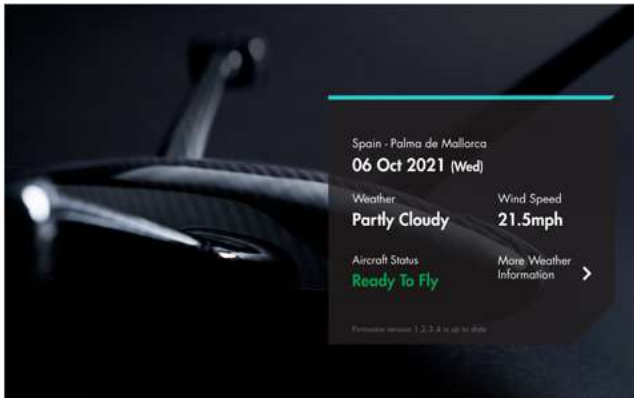 Spain - Palma de Mallorca
06 Oct 2021 (Wed)
Weather
Wind Speed
Partly Cloudy
21.5mph
Aircraft Status
Ready To Fly
More Weather
Information
Firmware version 1.2.3.4 is up to date